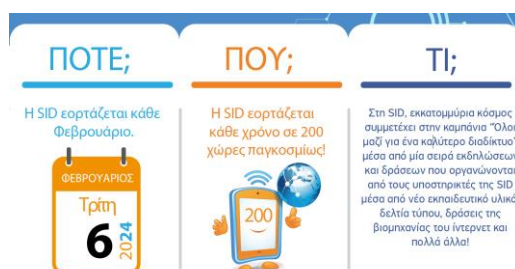 ΠΟΤΕ;
Η SID εορτάζεται κάθε
Φεβρουάριο.
ΦΕΒΡΟΥΑΡΙΟΣ
Τρίτη
6
2024
ΠΟΥ;
Η SID εορτάζεται
κάθε χρόνο σε 200
χώρες παγκοσμίως!
200
ΤΙ;
Στη SID, εκκατομμύρια κόσμος
συμμετέχει στην καμπάνια "Όλοι
μαζί για ένα καλύτερο διαδίκτυο"
μέσα από μία σειρά εκδηλώσεων
και δράσεων που οργανώνονται
από τους υποστηρικτές της SID
μέσα από νέο εκπαιδευτικό υλικό
δελτία τύπου, δράσεις της
βιομηχανίας του ίντερνετ και
πολλά άλλα!